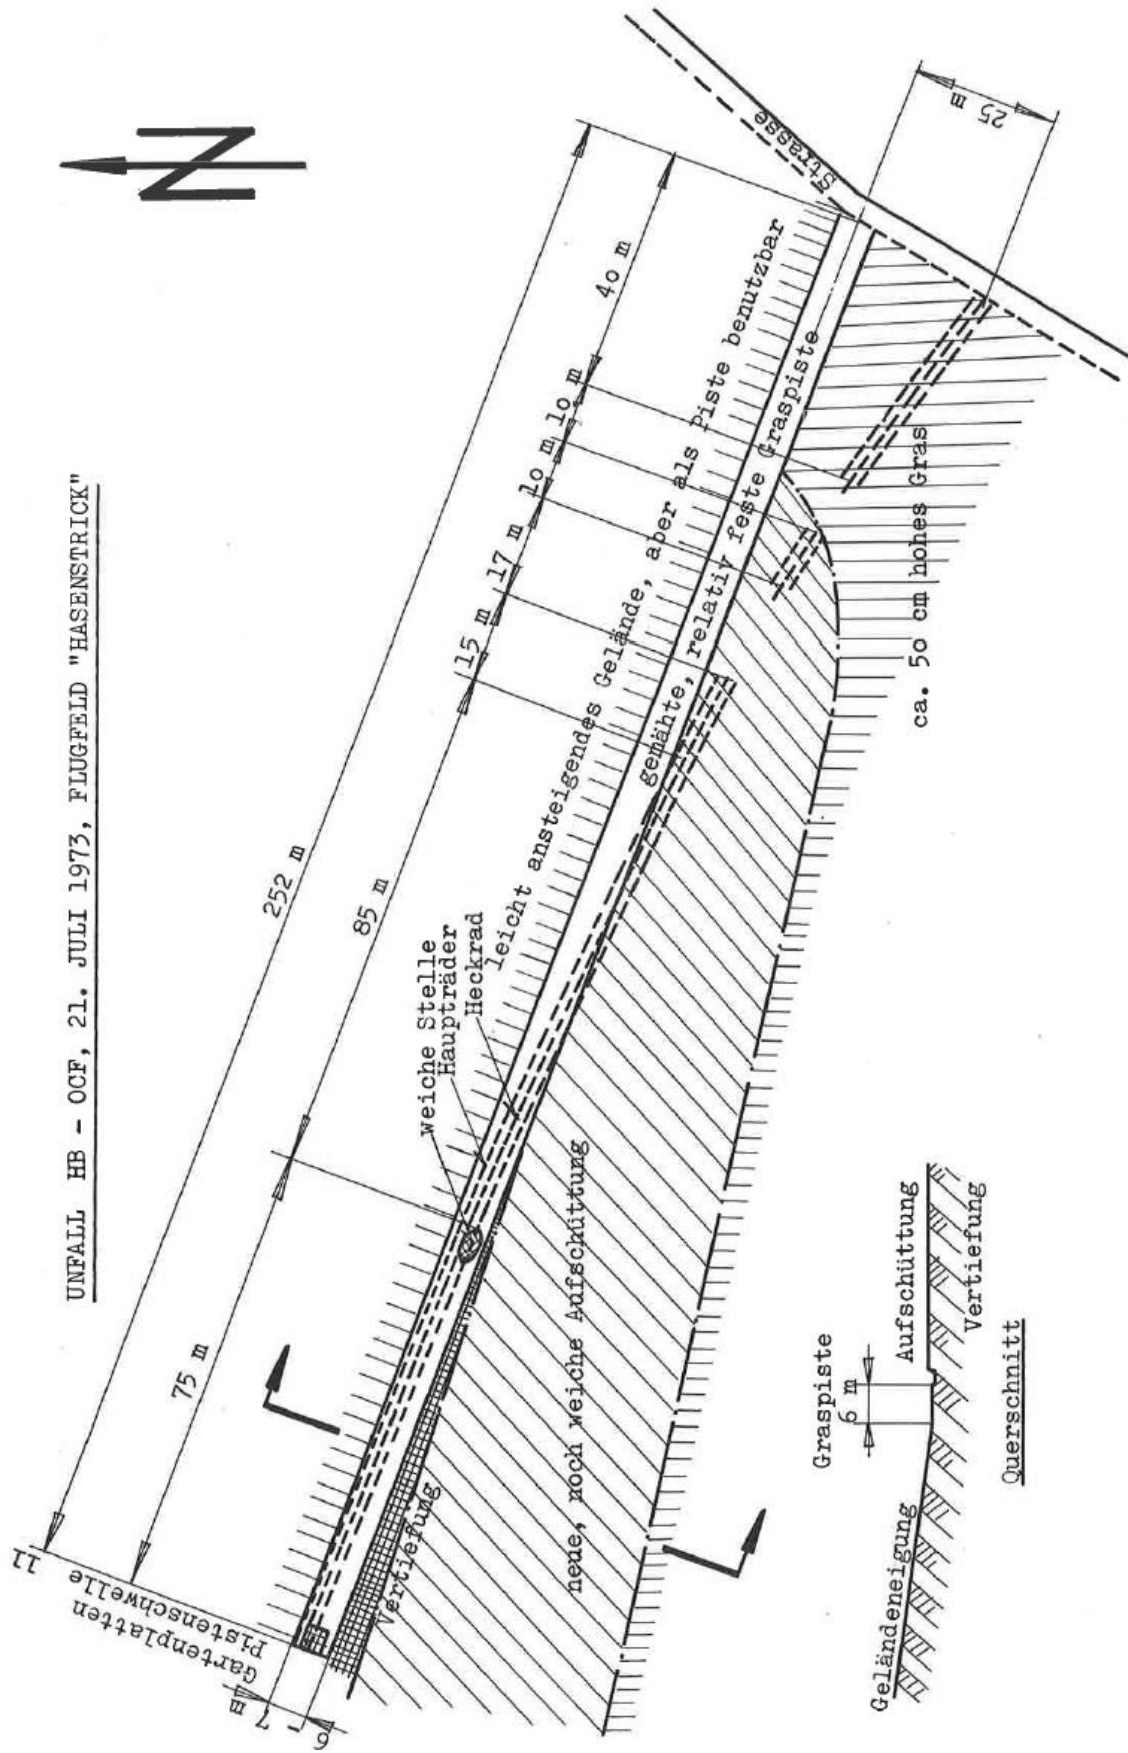 UNFALL HB - OCF, 21. JULI 1973, FLUGFELD "HASENSTRICK"
N
252 m
75 m
85 m
15 m
17 m
10 m
10 m
40 m
25 m
Strasse
11
Pistenschwelle
Gartenplatten
6 - 7 m
weiche Stelle
Haupträder
Heckrad
leicht ansteigendes Gelände, aber als Piste benutzbar
gemähte, relativ feste Graspiste
Vertiefung
neue, noch weiche Aufschüttung
ca. 50 cm hohes Gras
Graspiste
6 m
Geländeneigung
Aufschüttung
Vertiefung
Querschnitt